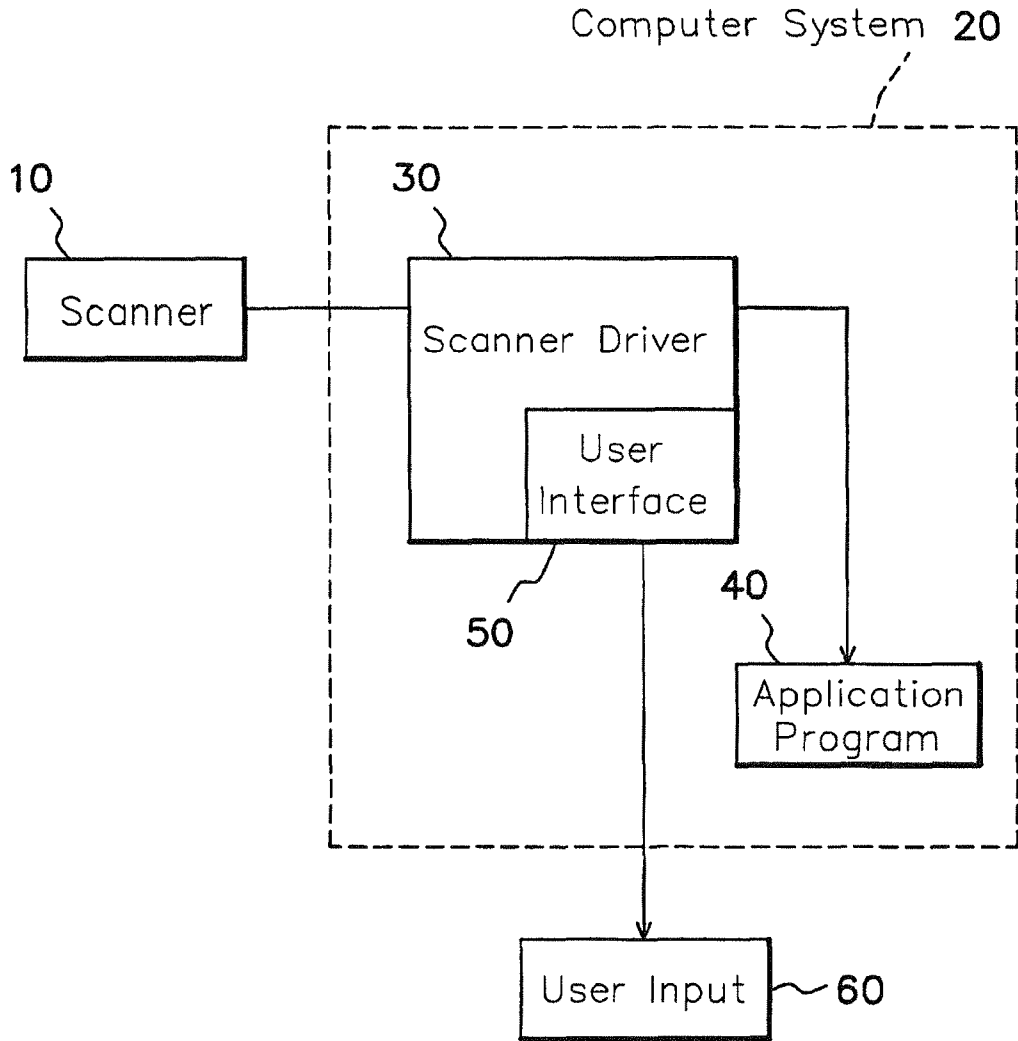 Computer System 20
10
30
Scanner
Scanner Driver
User
Interface
50
40
Application
Program
User Input
60